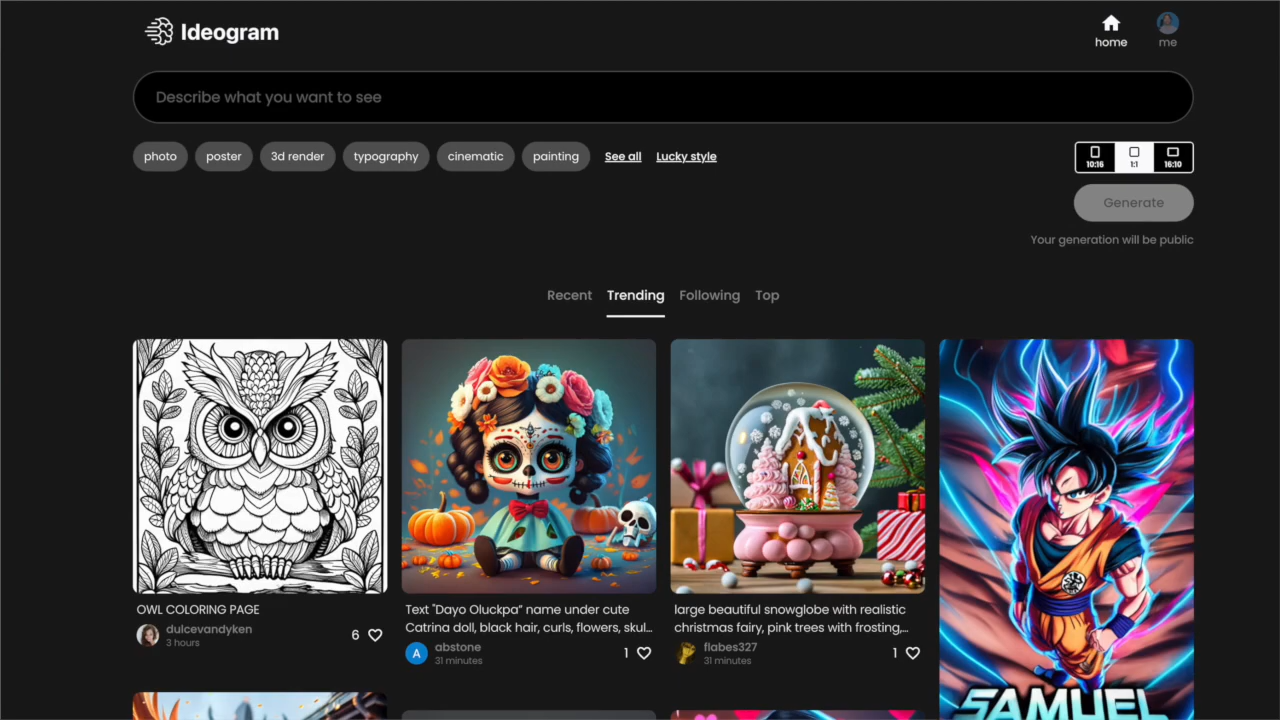 Ideogram
home
me
Describe what you want to see
photo
poster
3d render
typography
cinematic
painting
See all
Lucky style
10:16
1:1
16:10
Generate
Your generation will be public
Recent
Trending
Following
Top
OWL COLORING PAGE
dulcevandyken
3 hours
6
Text "Dayo Oluckpa” name under cute
Catrina doll, black hair, curls, flowers, skul...
A
abstone
31 minutes
1
large beautiful snowglobe with realistic
christmas fairy, pink trees with frosting,...
flabes327
31 minutes
1
SAMUEL